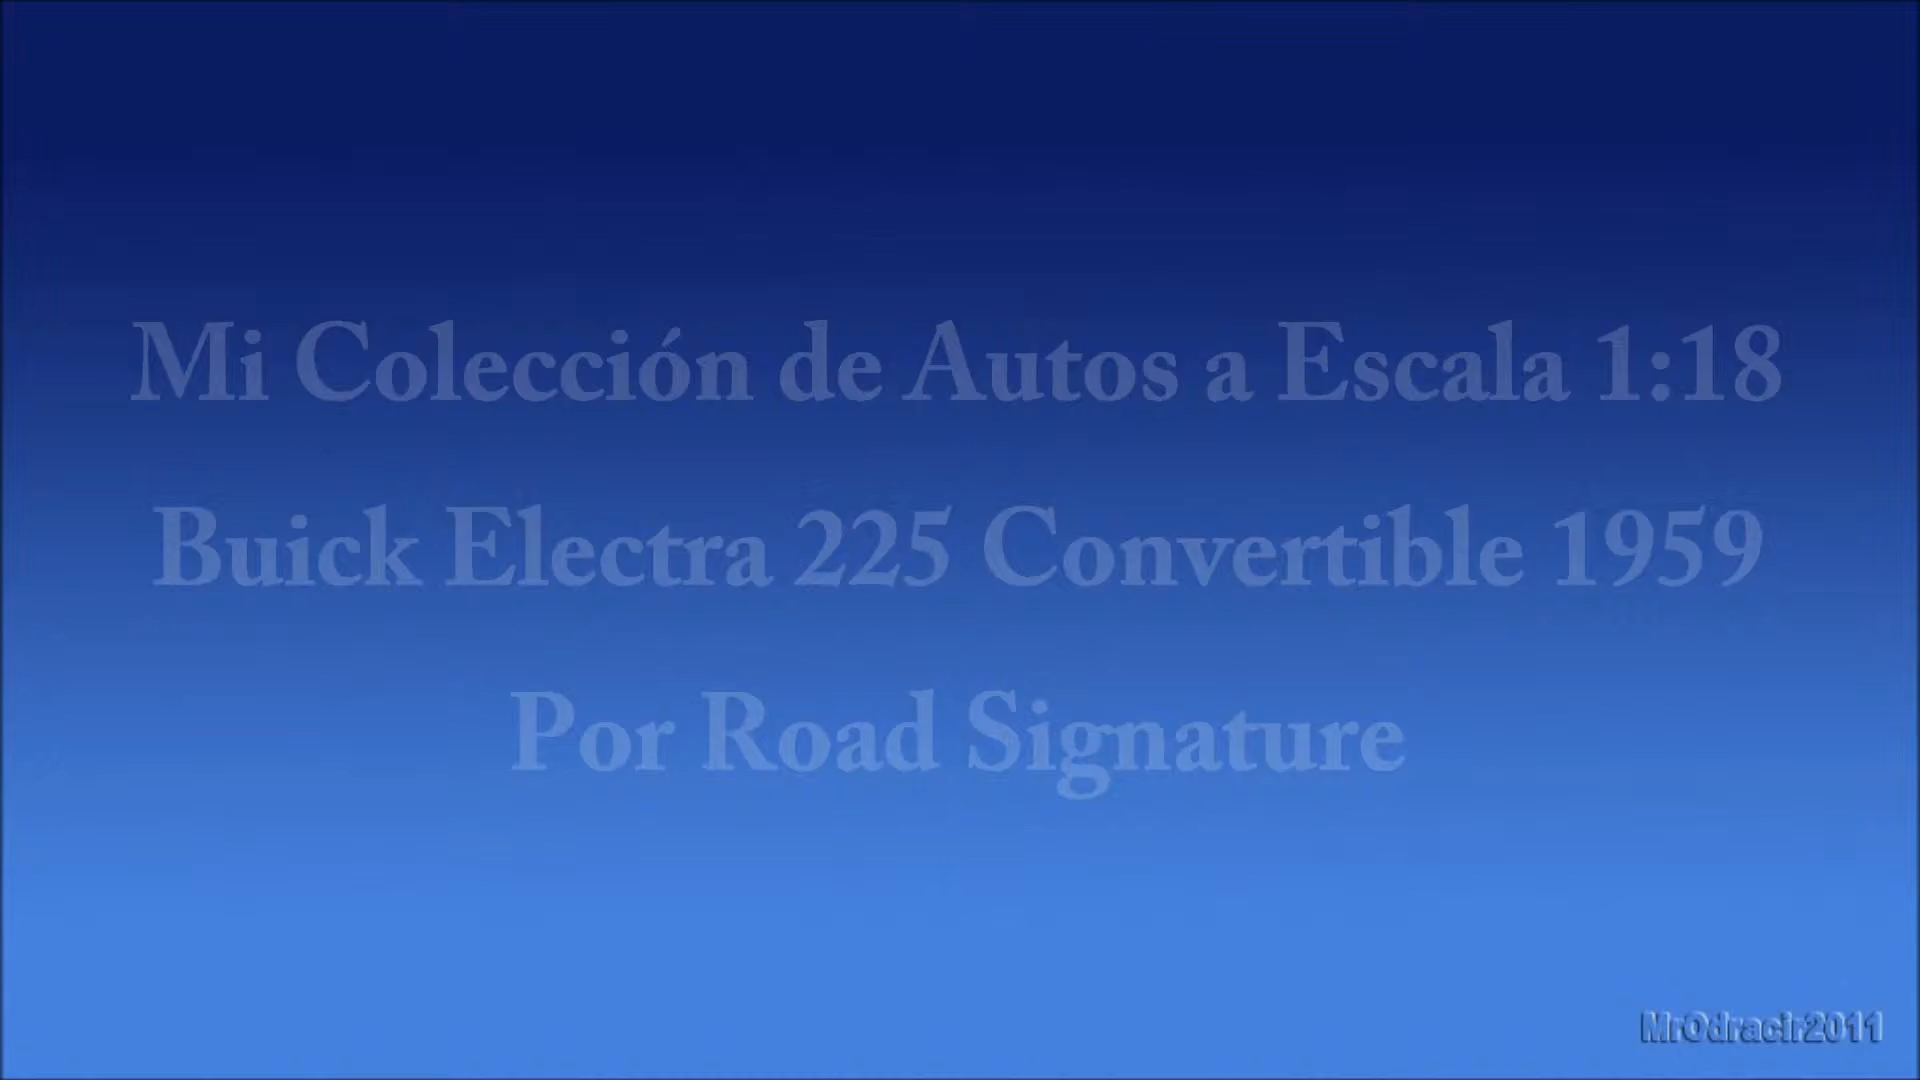 Mi Colección de Autos a Escala 1:18
Buick Electra 225 Convertible 1959
Por Road Signature
MrOdracir2011